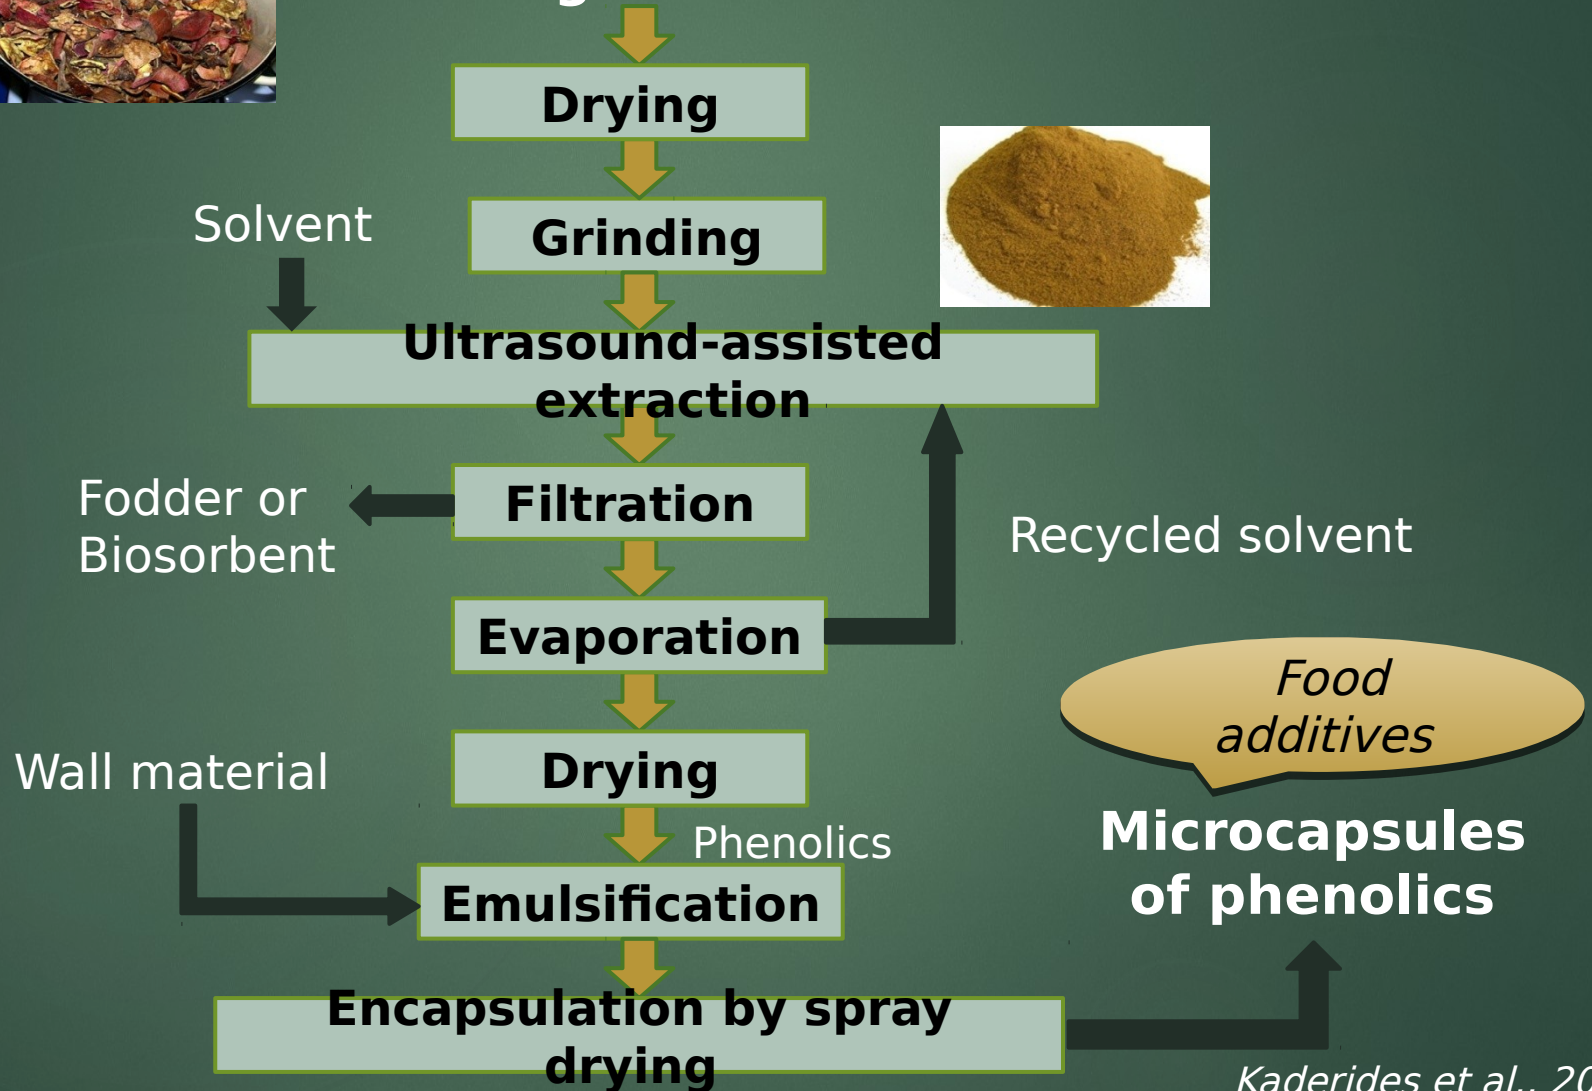 Drying
Solvent
Grinding
Ultrasound-assisted
extraction
Fodder or
Biosorbent
Filtration
Recycled solvent
Evaporation
Food
additives
Wall material
Drying
Phenolics
Microcapsules
of phenolics
Emulsification
Encapsulation by spray
drying
Kaderides et al.,